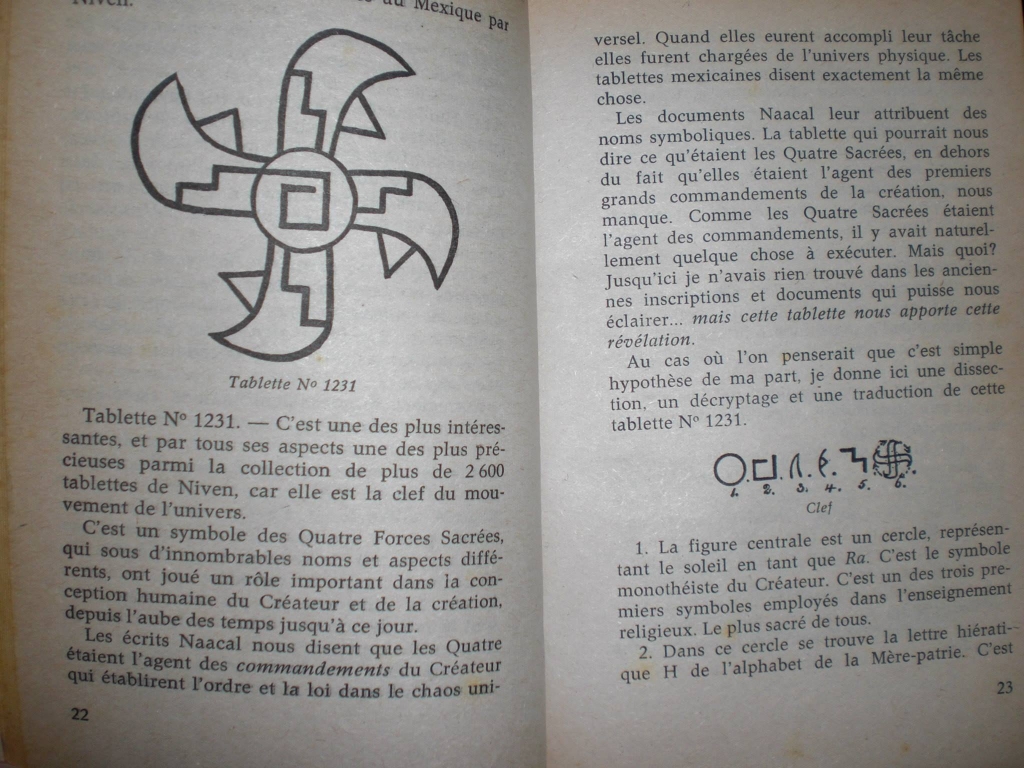 Niven.
au Mexique par
Tablette Nº 1231
Tablette Nº 1231. — C'est une des plus intéres-
santes, et par tous ses aspects une des plus pré-
cieuses parmi la collection de plus de 2 600
tablettes de Niven, car elle est la clef du mou-
vement de l'univers.
C'est un symbole des Quatre Forces Sacrées,
qui sous d'innombrables noms et aspects diffé-
rents, ont joué un rôle important dans la con-
ception humaine du Créateur et de la création,
depuis l'aube des temps jusqu'à ce jour.
Les écrits Naacal nous disent que les Quatre
étaient l'agent des commandements du Créateur
qui établirent l'ordre et la loi dans le chaos uni-
22
versel. Quand elles eurent accompli leur tâche
elles furent chargées de l'univers physique. Les
tablettes mexicaines disent exactement la même
chose.
Les documents Naacal leur attribuent des
noms symboliques. La tablette qui pourrait nous
dire ce qu'étaient les Quatre Sacrées, en dehors
du fait qu'elles étaient l'agent des premiers
grands commandements de la création, nous
manque. Comme les Quatre Sacrées étaient
l'agent des commandements, il y avait naturel-
lement quelque chose à exécuter. Mais quoi?
Jusqu'ici je n'avais rien trouvé dans les ancien-
nes inscriptions et documents qui puisse nous
éclairer... mais cette tablette nous apporte cette
révélation.
Au cas où l'on penserait que c'est simple
hypothèse de ma part, je donne ici une dissec-
tion, un décryptage et une traduction de cette
tablette Nº 1231.
1. 2. 3. 4. 5. 6.
Clef
1. La figure centrale est un cercle, représen-
tant le soleil en tant que Ra. C'est le symbole
monothéiste du Créateur. C'est un des trois pre-
miers symboles employés dans l'enseignement
religieux. Le plus sacré de tous.
2. Dans ce cercle se trouve la lettre hiérati-
que H de l'alphabet de la Mère-patrie. C'est
23